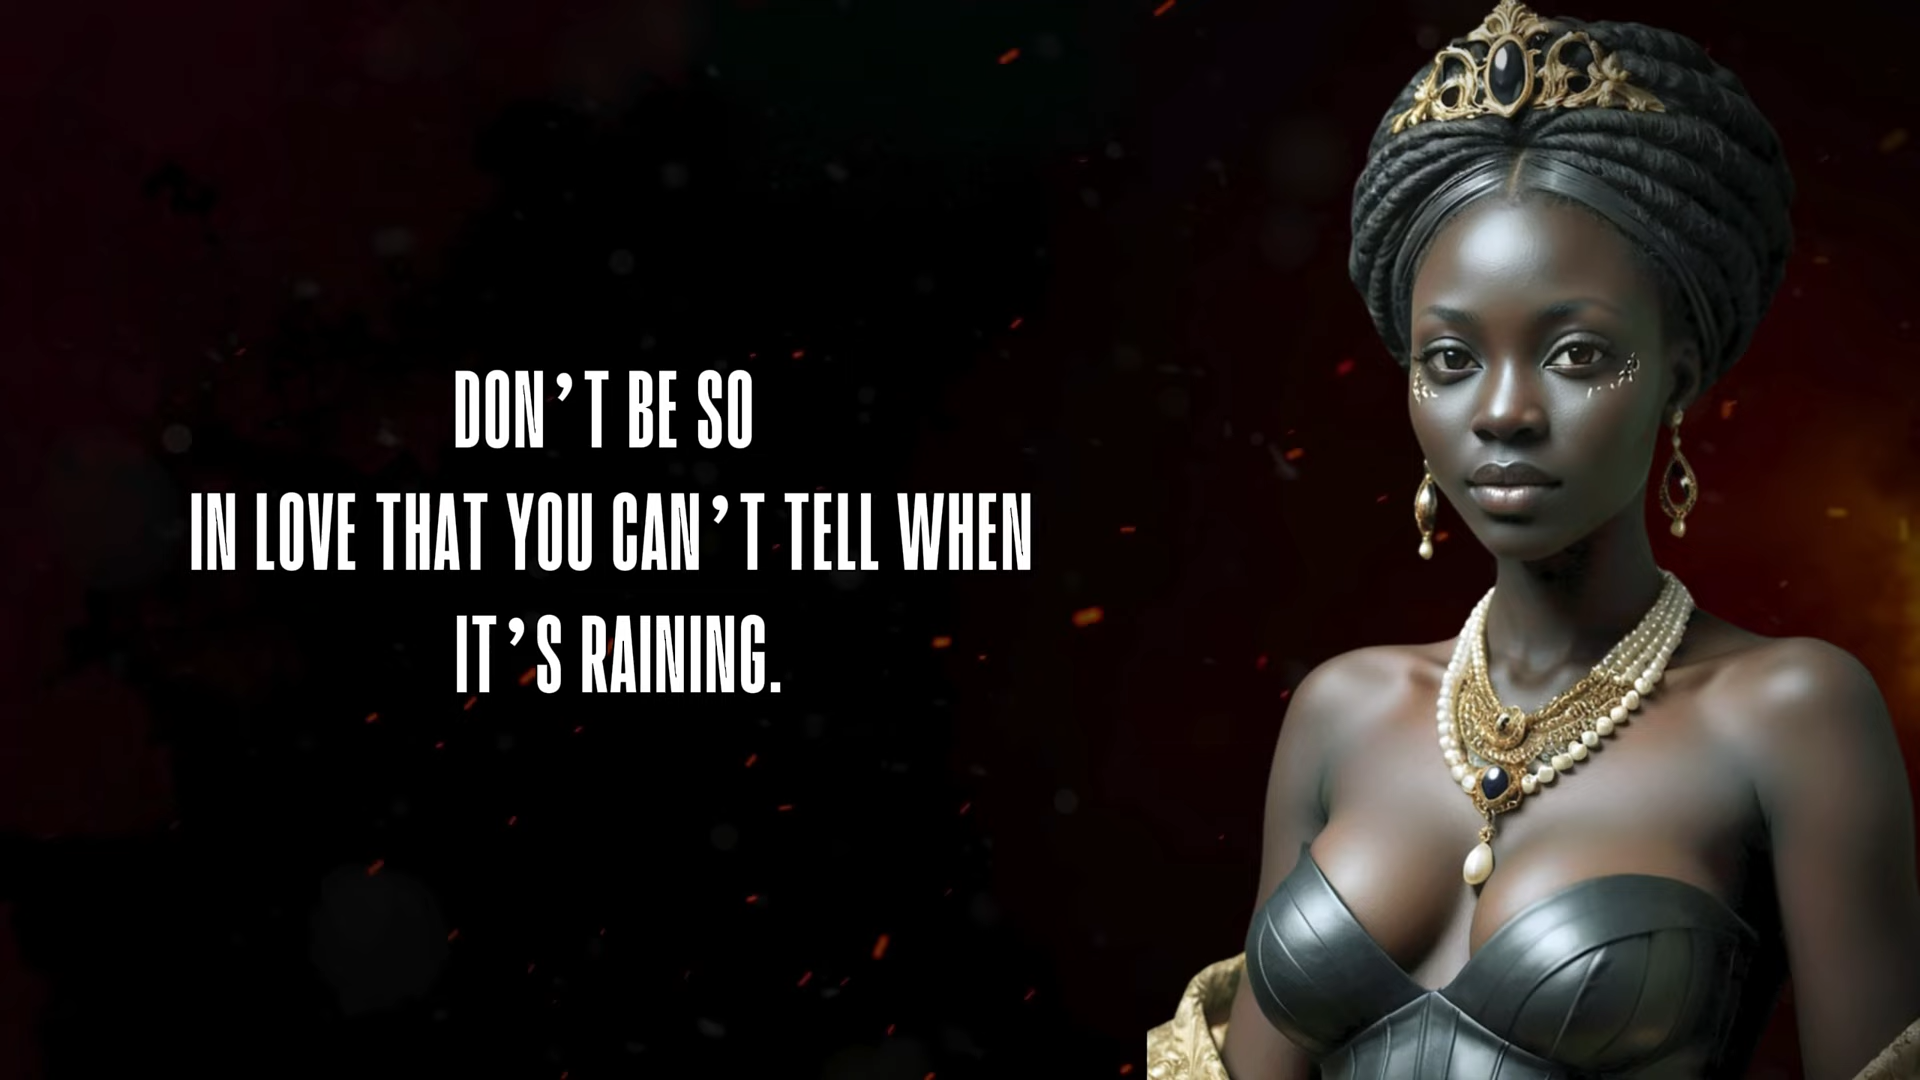 DON’T BE SO
IN LOVE THAT YOU CAN’T TELL WHEN
IT’S RAINING.